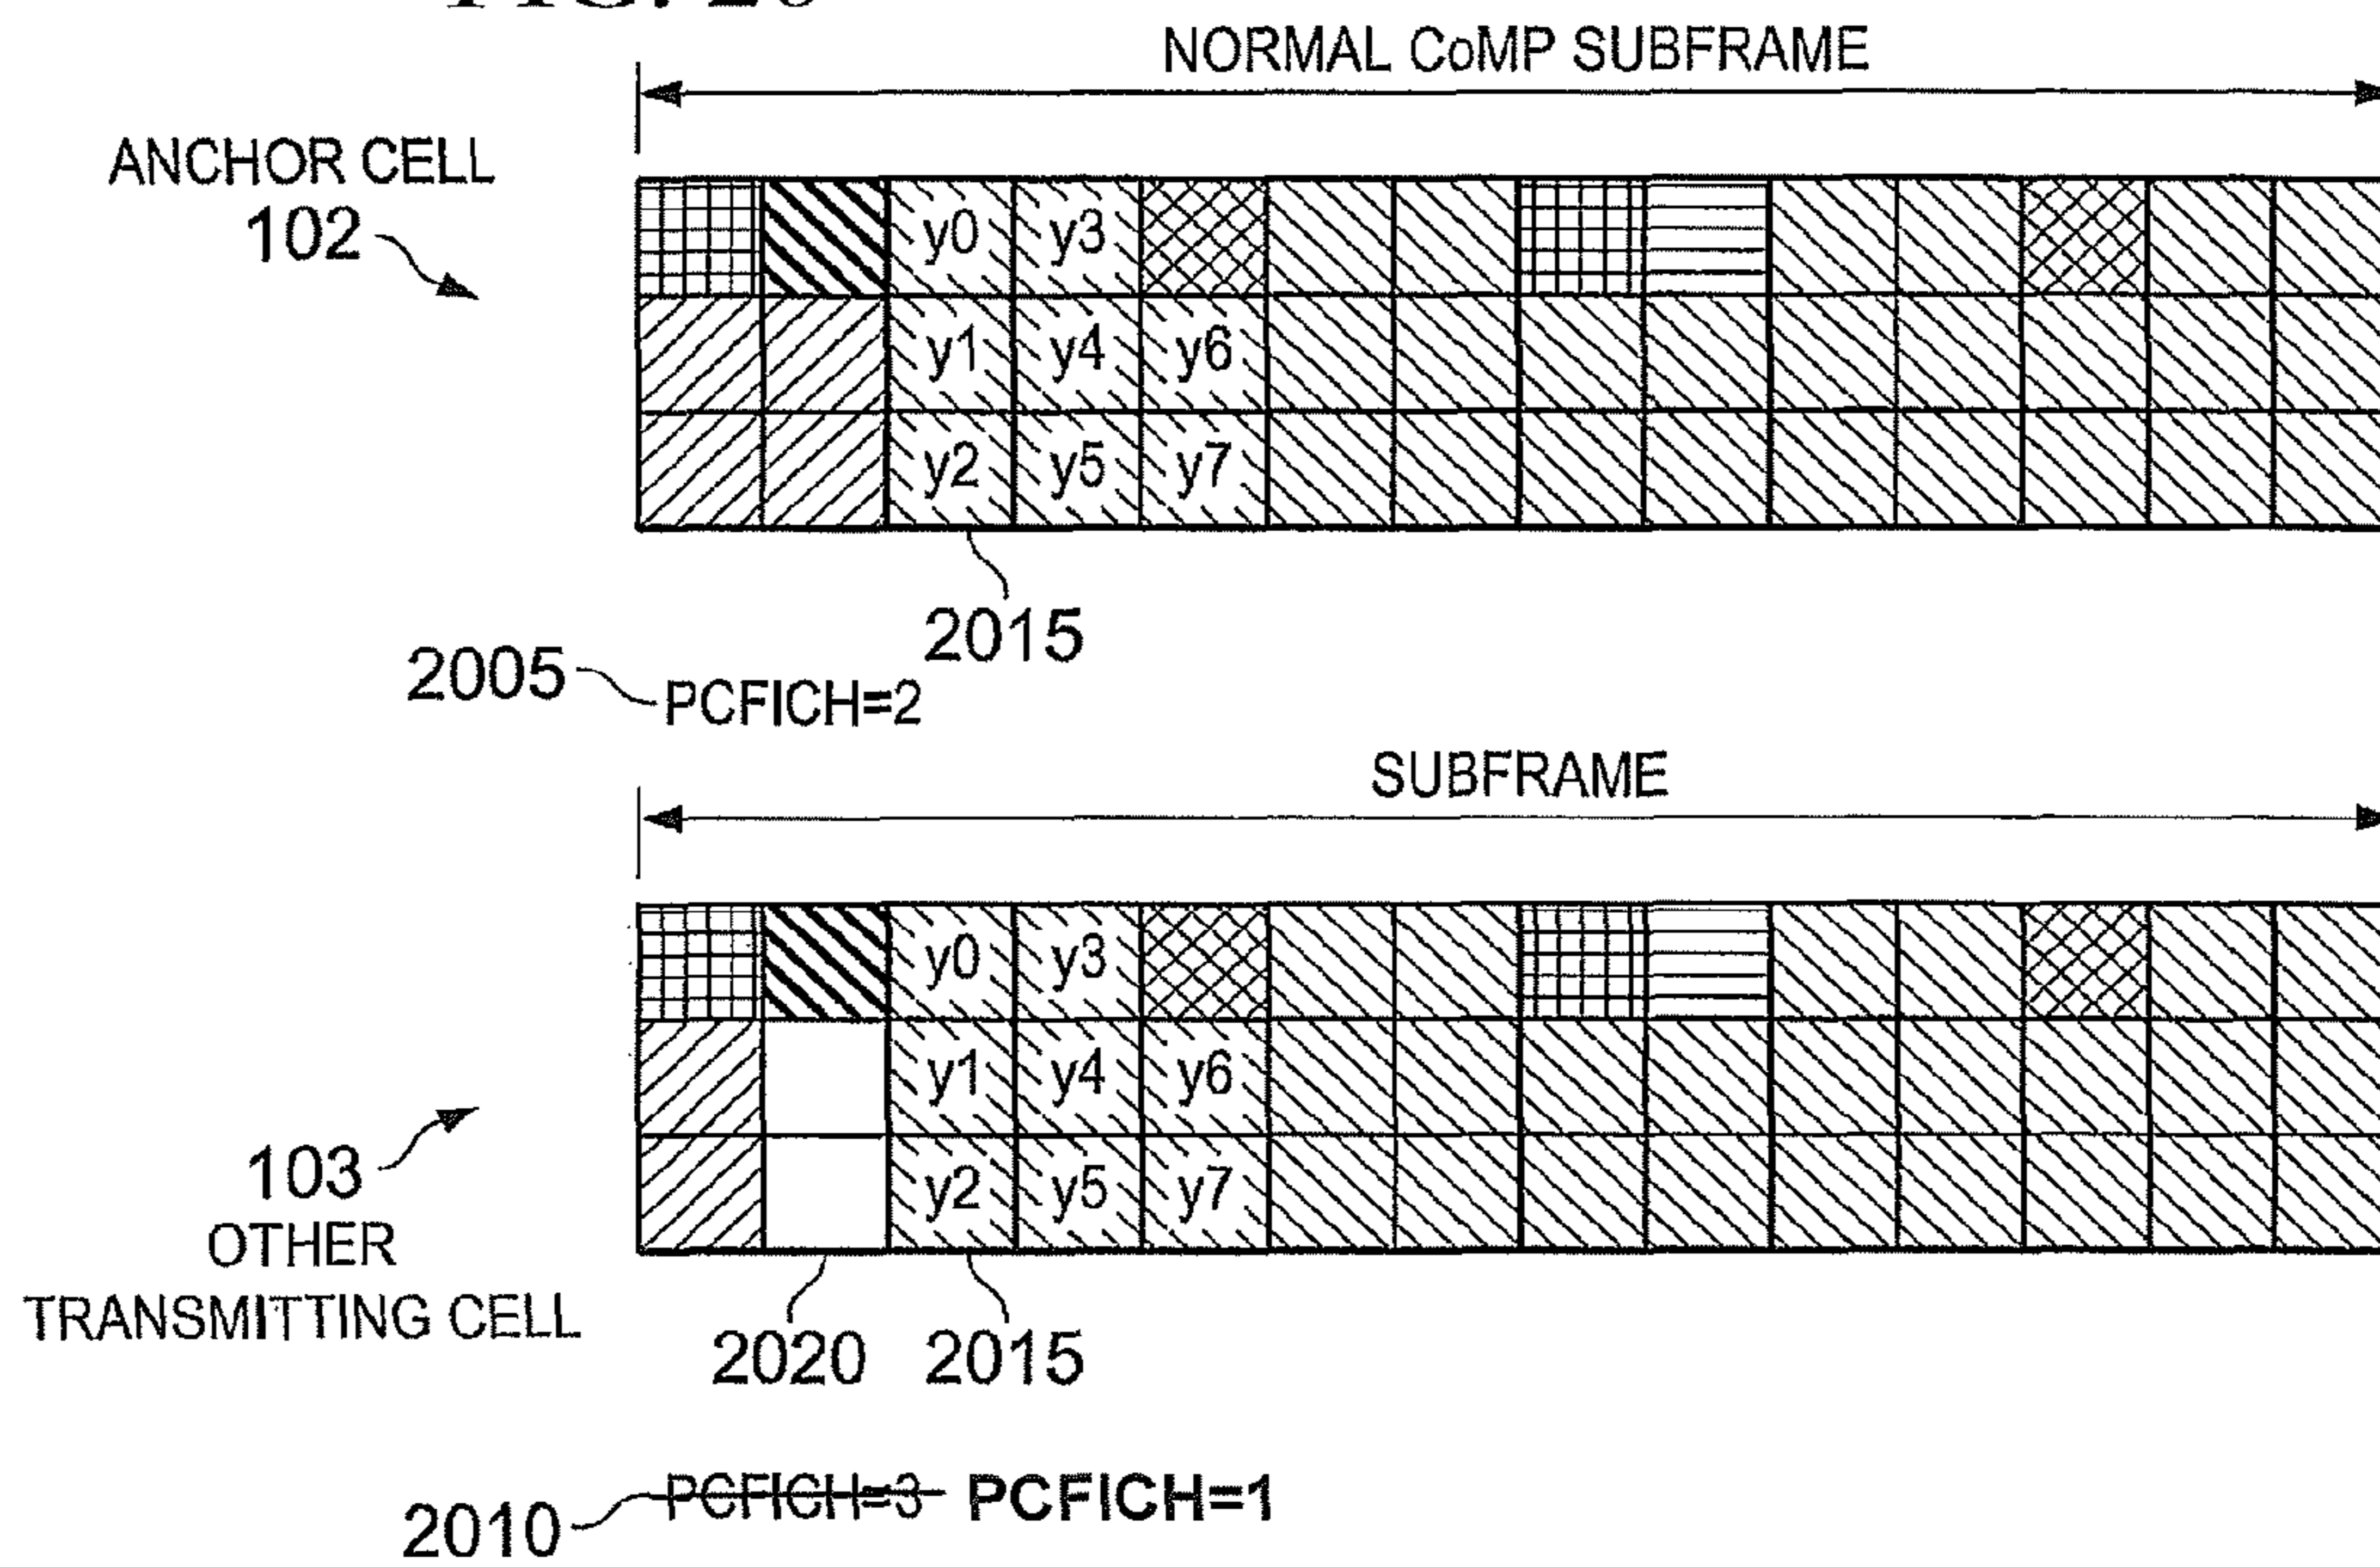 NORMAL CoMP SUBFRAME
ANCHOR CELL
102
y0 y3
y1 y4 y6
y2 y5 y7
2015
2005
PCFICH=2
SUBFRAME
y0 y3
y1 y4 y6
y2 y5 y7
103
OTHER
TRANSMITTING CELL
2020 2015
2010 PCFICH=3 PCFICH=1